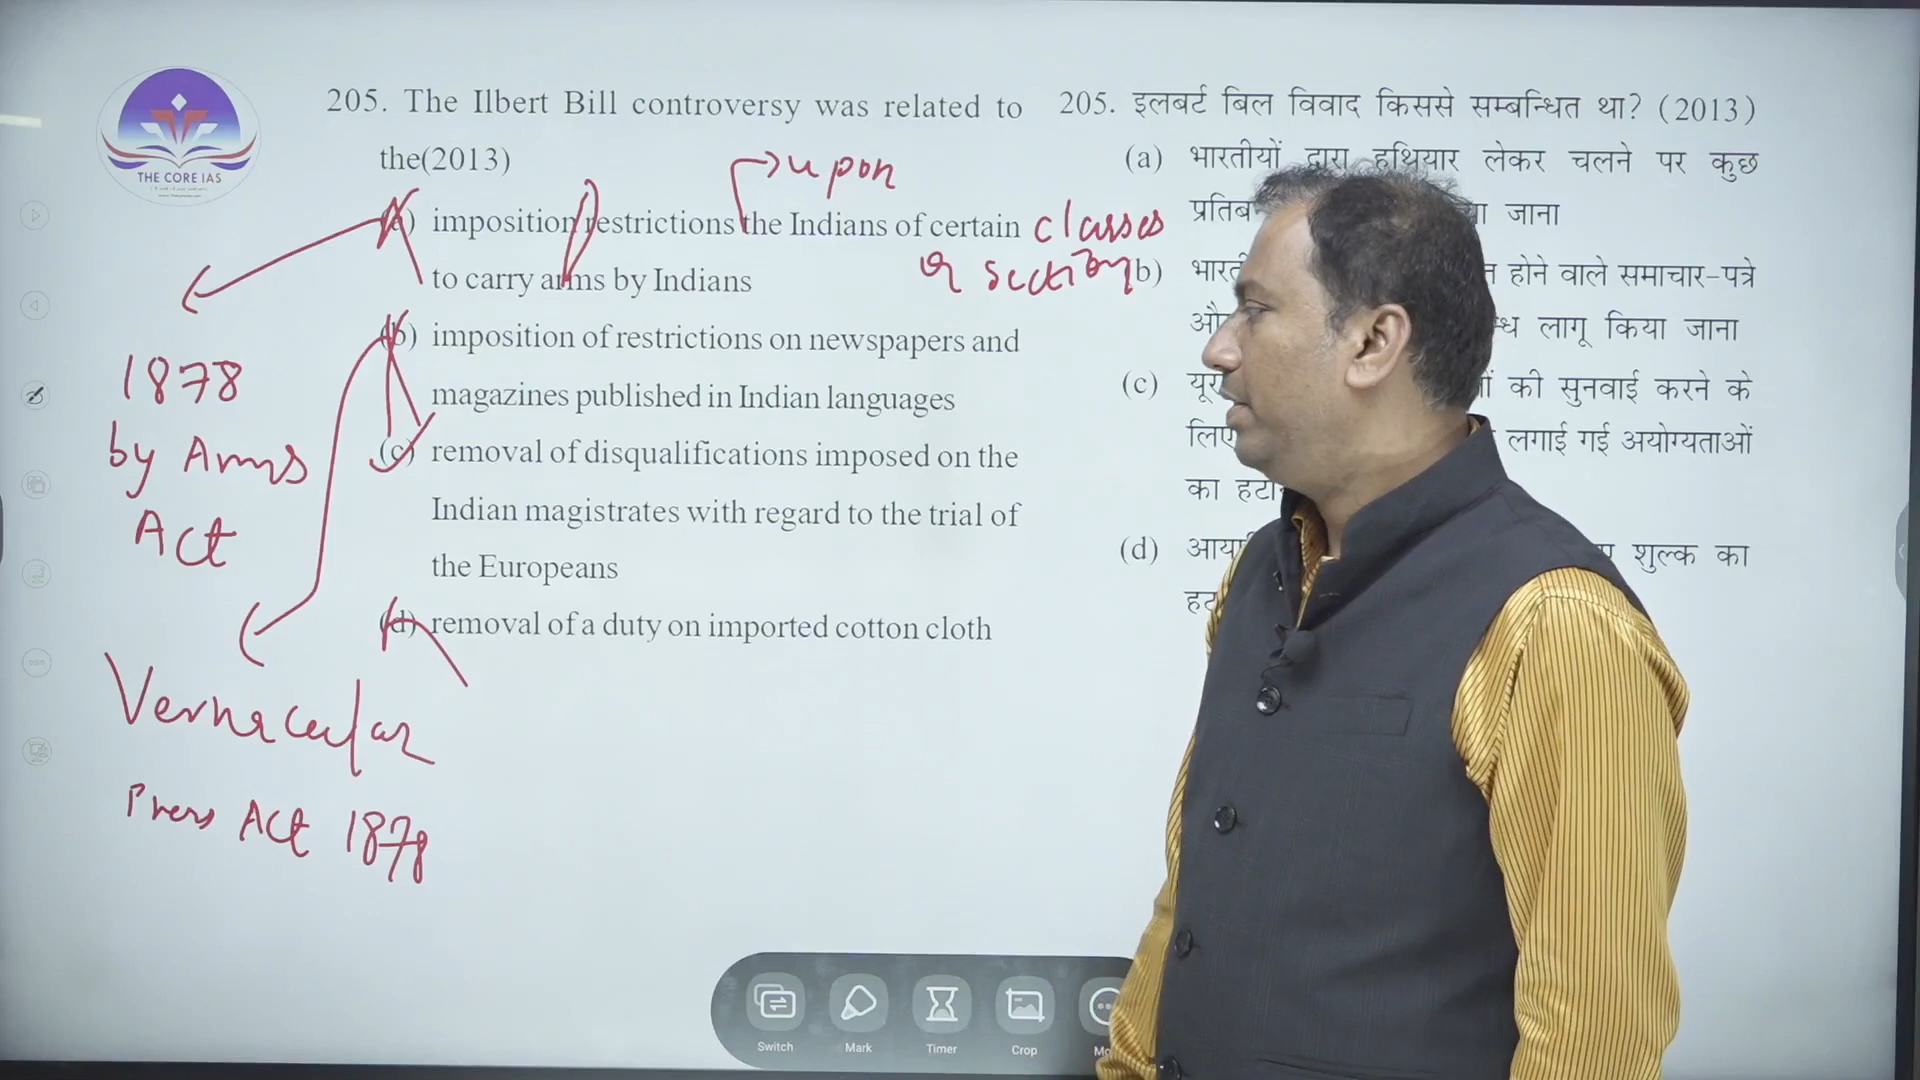 THE CORE IAS
205. The Ilbert Bill controversy was related to
the(2013)
upon
(a) imposition restrictions the Indians of certain classes
or section
to carry arms by Indians
(b) imposition of restrictions on newspapers and
magazines published in Indian languages
(c) removal of disqualifications imposed on the
Indian magistrates with regard to the trial of
the Europeans
(d) removal of a duty on imported cotton cloth
1878
by Arms
Act
Vernacular
Press Act 1878
205. इलबर्ट बिल विवाद किससे सम्बन्धित था? (2013)
(a) भारतीयों द्वारा हथियार लेकर चलने पर कुछ
जाना
(b) होने वाले समाचार-पत्रे
लागू किया जाना
(c) की सुनवाई करने के
लगाई गई अयोग्यताओं
का
(d) शुल्क का
Switch
Mark
Timer
Crop